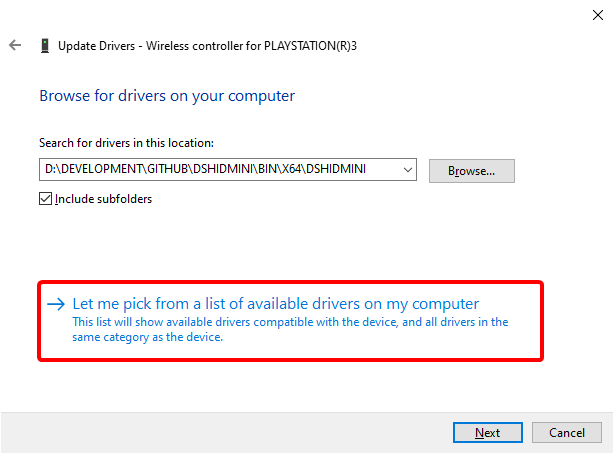 Update Drivers - Wireless controller for PLAYSTATION(R)3
Browse for drivers on your computer
Search for drivers in this location:
D:\DEVELOPMENT\GITHUB\DSHIDMINI\BIN\X64\DSHIDMINI
Browse...
Include subfolders
Let me pick from a list of available drivers on my computer
This list will show available drivers compatible with the device, and all drivers in the
same category as the device.
Next
Cancel